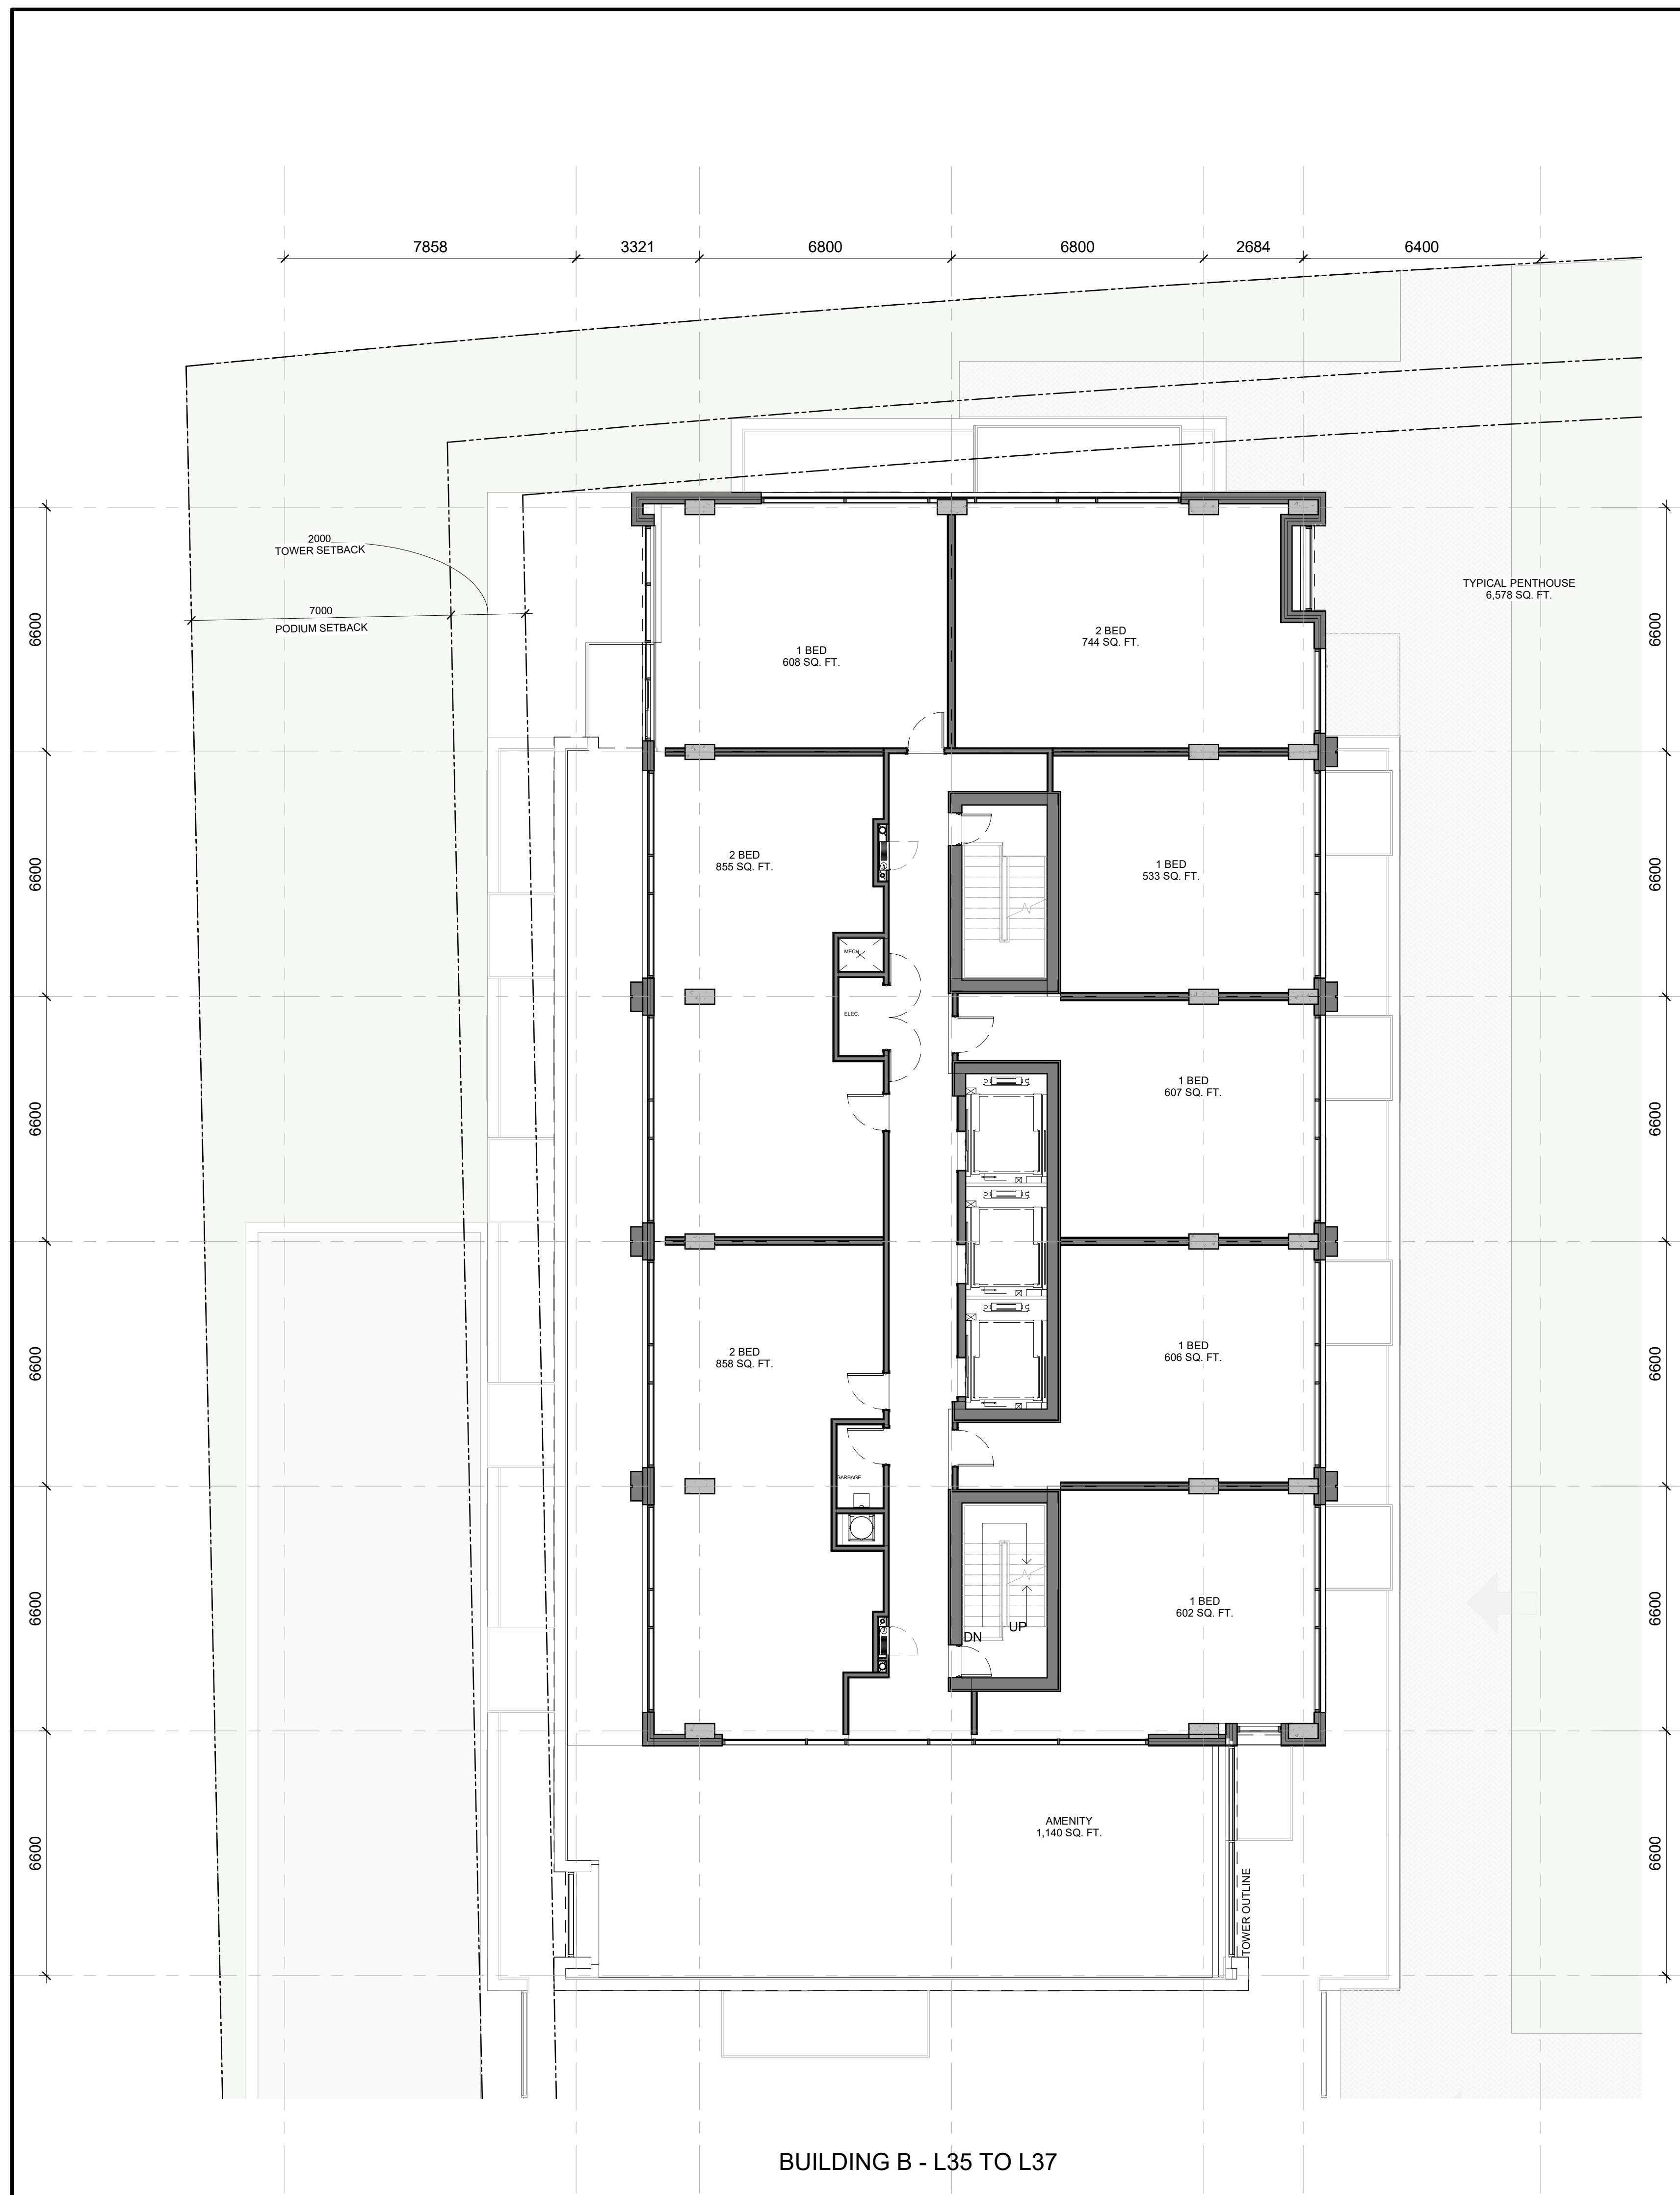 7858
3321
6800
6800
2684
6400
2000
TOWER SETBACK
7000
PODIUM SETBACK
TYPICAL PENTHOUSE
6,578 SQ. FT.
6600
6600
1 BED
608 SQ. FT.
2 BED
744 SQ. FT.
6600
6600
2 BED
855 SQ. FT.
1 BED
533 SQ. FT.
MECH
ELEC.
6600
6600
1 BED
607 SQ. FT.
6600
6600
2 BED
858 SQ. FT.
1 BED
606 SQ. FT.
GARBAGE
6600
6600
1 BED
602 SQ. FT.
UP
DN
6600
6600
AMENITY
1,140 SQ. FT.
TOWER OUTLINE
BUILDING B - L35 TO L37